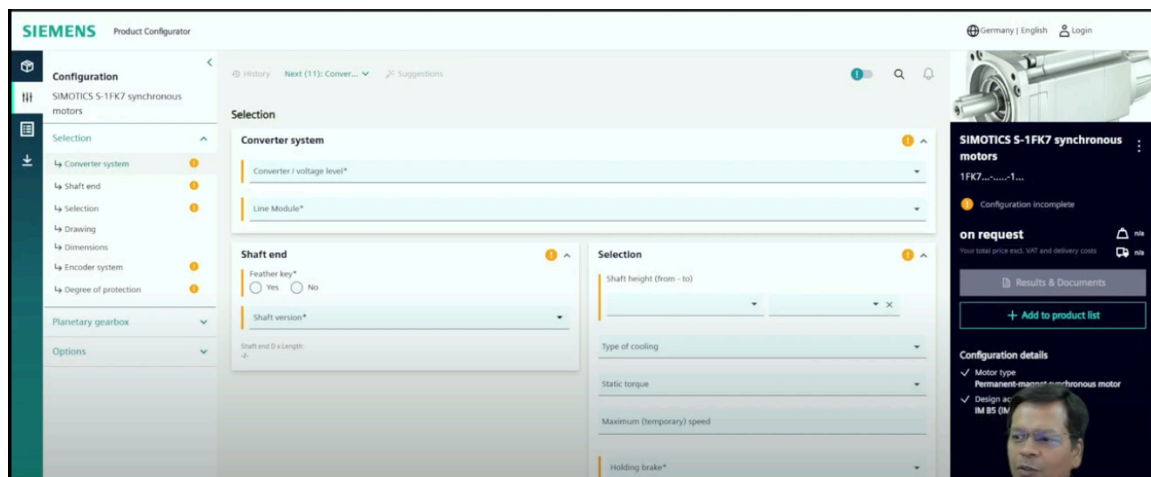 SIEMENS Product Configurator
Germany | English Login
Configuration
SIMOTICS S-1FK7 synchronous
motors
Selection
Converter system
Shaft end
Selection
Drawing
Dimensions
Encoder system
Degree of protection
Planetary gearbox
Options
History Next (11): Conver... Suggestions
Selection
Converter system
Converter / voltage level*
Line Module*
Shaft end
Feather key*
Yes No
Shaft version*
Shaft end D x Length:
-/-
Selection
Shaft height (from - to)
Type of cooling
Static torque
Maximum (temporary) speed
Holding brake*
SIMOTICS S-1FK7 synchronous
motors
1FK7...-.....-1...
Configuration incomplete
on request n/a
Your total price excl. VAT and delivery costs n/a
Results & Documents
+ Add to product list
Configuration details
Motor type
Permanent-magnet synchronous motor
Design
IM B5 (IM